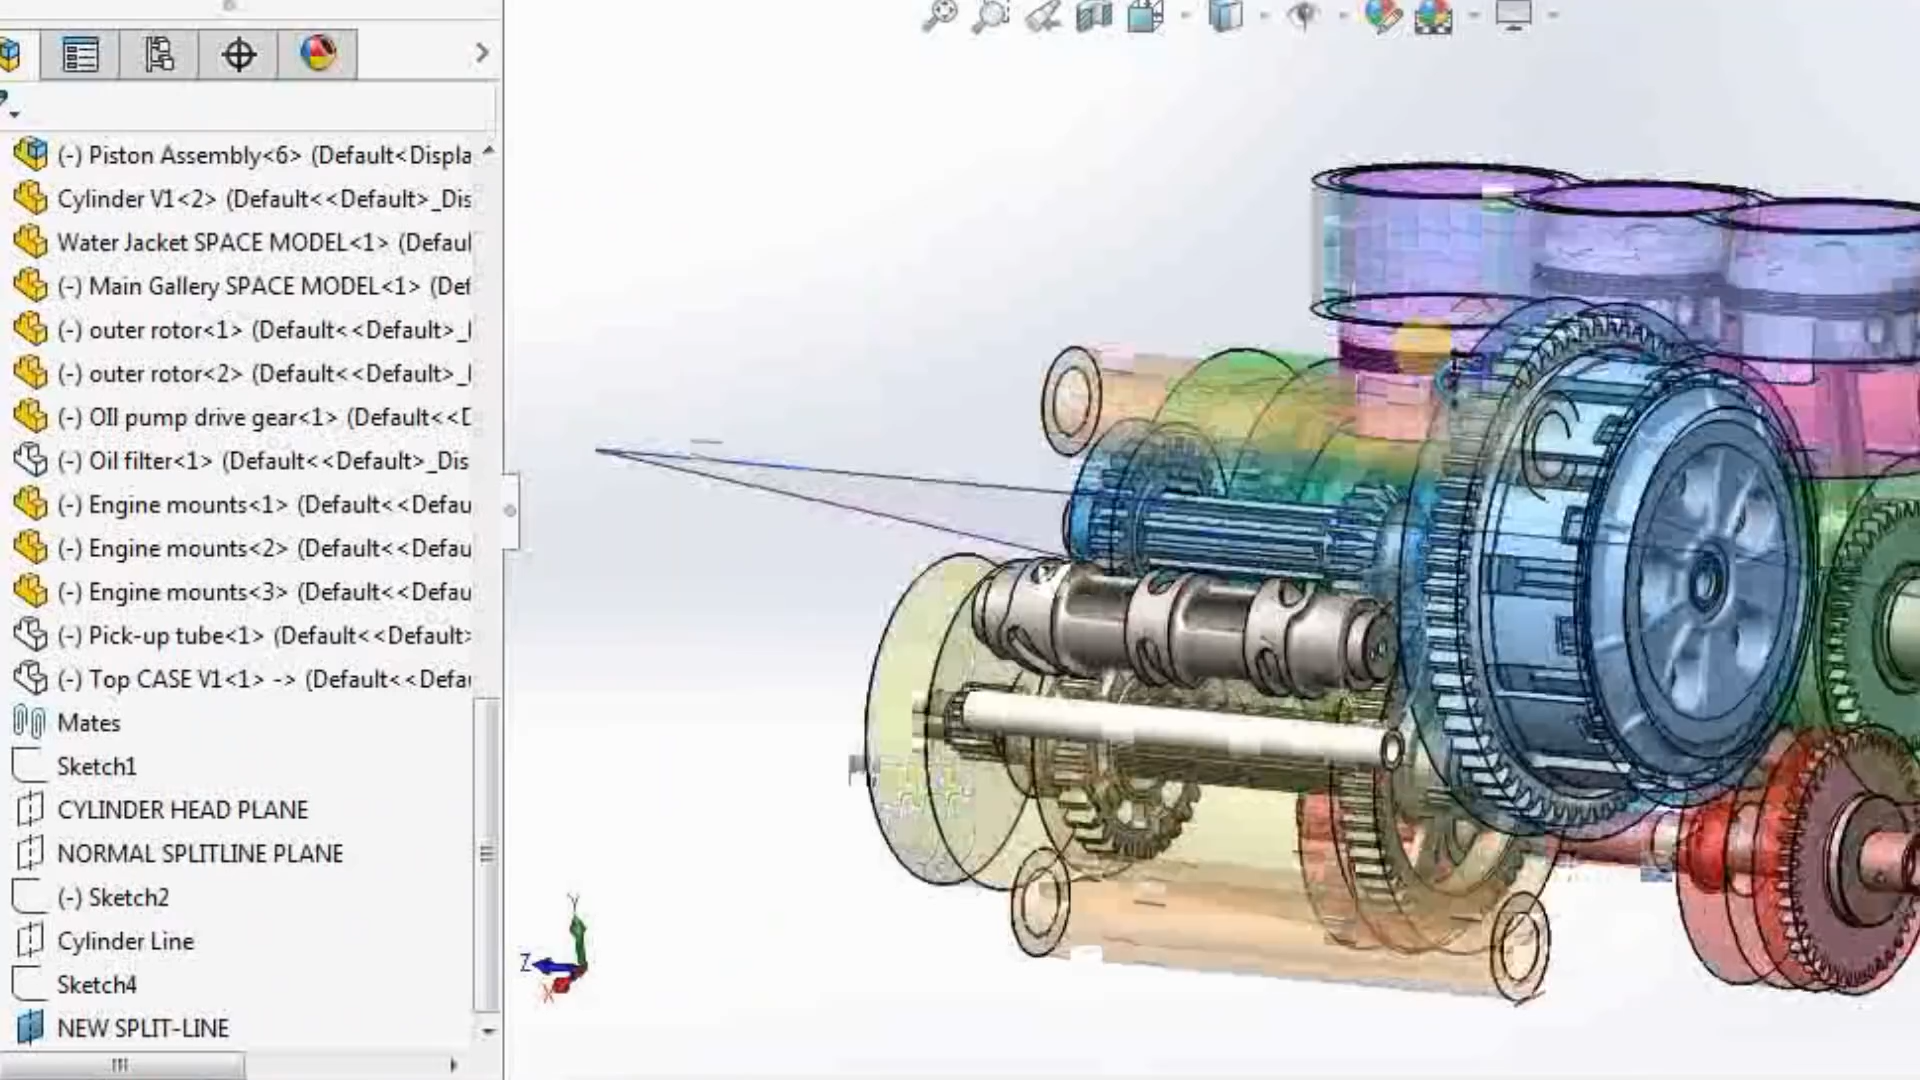 (-) Piston Assembly<6> (Default<Displa
Cylinder V1<2> (Default<<Default>_Dis
Water Jacket SPACE MODEL<1> (Defaul
(-) Main Gallery SPACE MODEL<1> (Def
(-) outer rotor<1> (Default<<Default>_I
(-) outer rotor<2> (Default<<Default>_I
(-) OIl pump drive gear<1> (Default<<D
(-) Oil filter<1> (Default<<Default>_Dis
(-) Engine mounts<1> (Default<<Defau
(-) Engine mounts<2> (Default<<Defau
(-) Engine mounts<3> (Default<<Defau
(-) Pick-up tube<1> (Default<<Default>
(-) Top CASE V1<1> -> (Default<<Defau
Mates
Sketch1
CYLINDER HEAD PLANE
NORMAL SPLITLINE PLANE
(-) Sketch2
Cylinder Line
Sketch4
NEW SPLIT-LINE
Y
Z
X